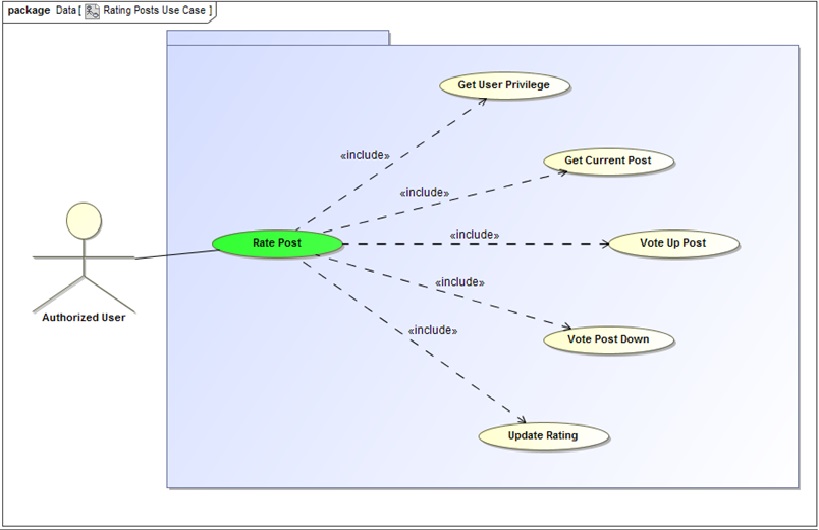 package Data [ Rating Posts Use Case ]
Get User Privilege
«include»
Get Current Post
«include»
«include»
Rate Post
Vote Up Post
«include»
Authorized User
«include»
Vote Post Down
Update Rating